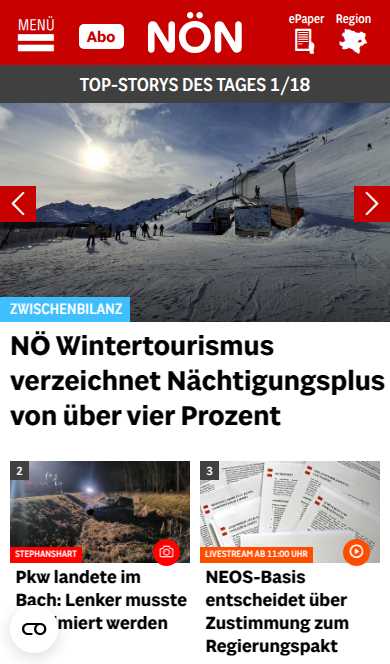 MENÜ
Abo
NÖN
ePaper
Region
TOP-STORYS DES TAGES 1/18
ZWISCHENBILANZ
NÖ Wintertourismus
verzeichnet Nächtigungsplus
von über vier Prozent
2
STEPHANSHART
Pkw landete im
Bach: Lenker musste
werden
3
LIVESTREAM AB 11:00 UHR
NEOS-Basis
entscheidet über
Zustimmung zum
Regierungspakt